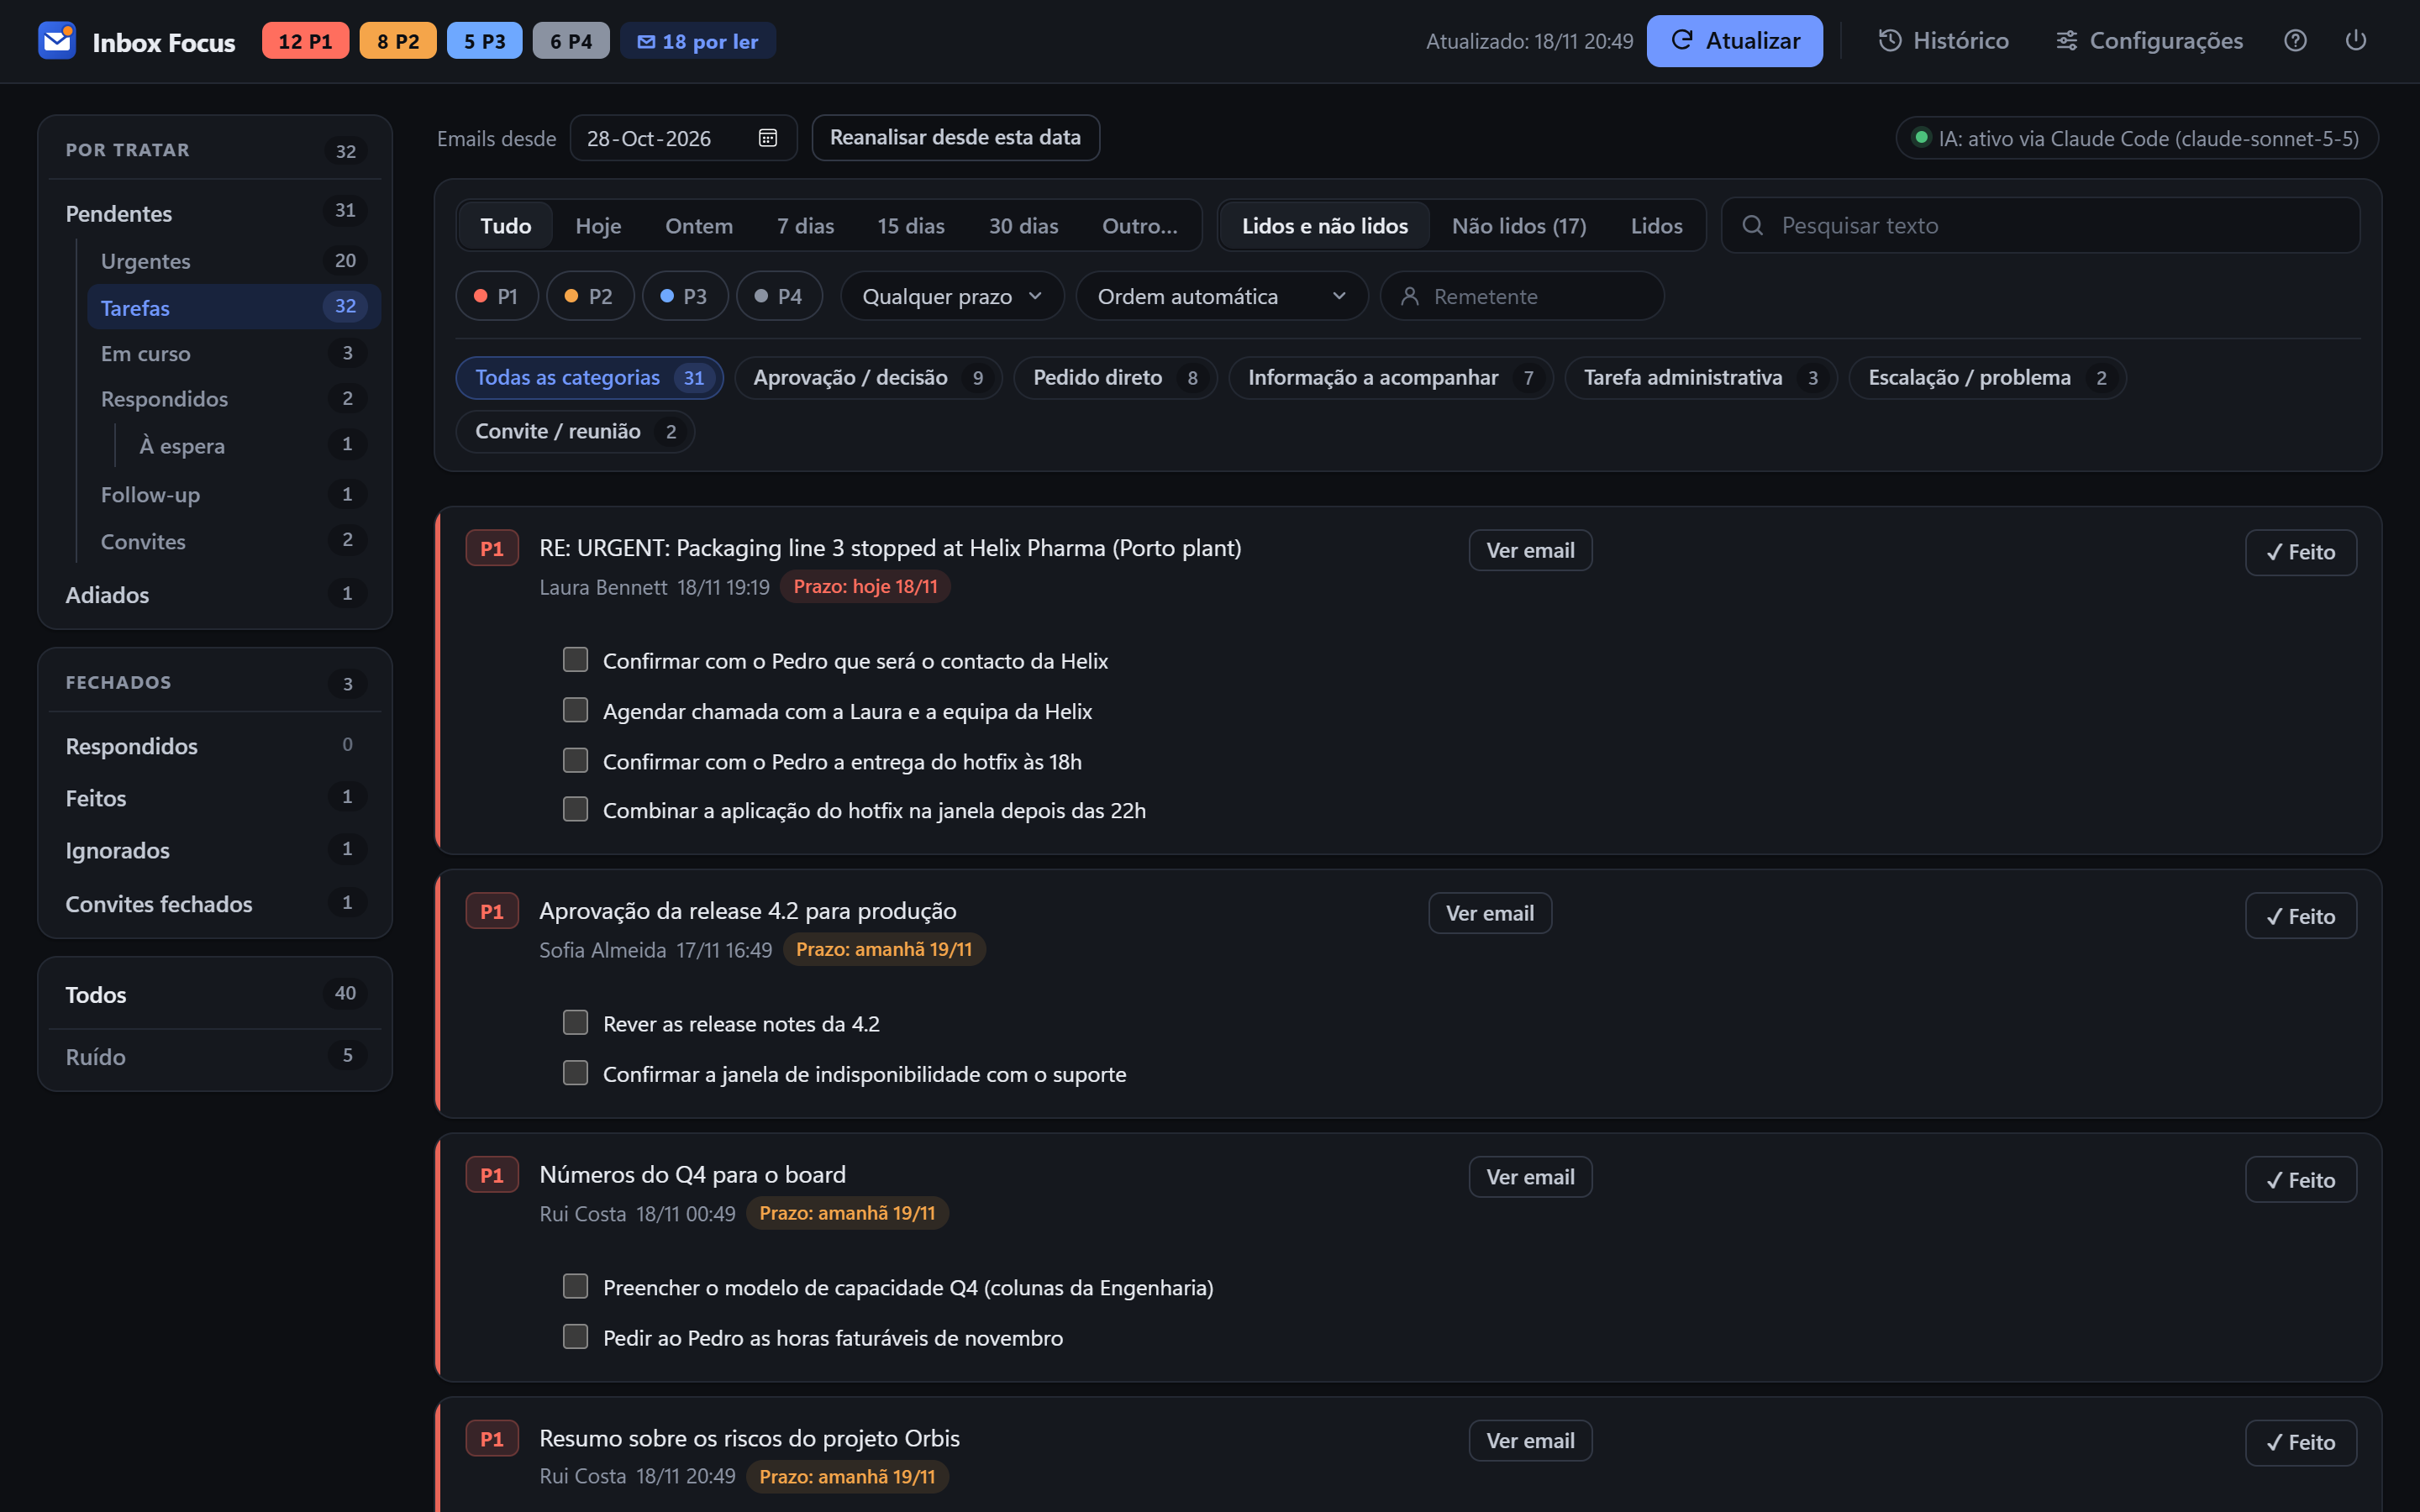 Inbox Focus
12 P1
8 P2
5 P3
6 P4
18 por ler
Atualizado: 18/11 20:49
Atualizar
Histórico
Configurações
POR TRATAR 32
Pendentes 31
Urgentes 20
Tarefas 32
Em curso 3
Respondidos 2
À espera 1
Follow-up 1
Convites 2
Adiados 1
FECHADOS 3
Respondidos 0
Feitos 1
Ignorados 1
Convites fechados 1
Todos 40
Ruído 5
Emails desde 28-Oct-2026 Reanalisar desde esta data
IA: ativo via Claude Code (claude-sonnet-5-5)
Tudo Hoje Ontem 7 dias 15 dias 30 dias Outro...
Lidos e não lidos Não lidos (17) Lidos
Pesquisar texto
P1 P2 P3 P4 Qualquer prazo Ordem automática Remetente
Todas as categorias 31 Aprovação / decisão 9 Pedido direto 8 Informação a acompanhar 7 Tarefa administrativa 3 Escalação / problema 2
Convite / reunião 2
P1 RE: URGENT: Packaging line 3 stopped at Helix Pharma (Porto plant) Ver email ✓ Feito
Laura Bennett 18/11 19:19 Prazo: hoje 18/11
Confirmar com o Pedro que será o contacto da Helix
Agendar chamada com a Laura e a equipa da Helix
Confirmar com o Pedro a entrega do hotfix às 18h
Combinar a aplicação do hotfix na janela depois das 22h
P1 Aprovação da release 4.2 para produção Ver email ✓ Feito
Sofia Almeida 17/11 16:49 Prazo: amanhã 19/11
Rever as release notes da 4.2
Confirmar a janela de indisponibilidade com o suporte
P1 Números do Q4 para o board Ver email ✓ Feito
Rui Costa 18/11 00:49 Prazo: amanhã 19/11
Preencher o modelo de capacidade Q4 (colunas da Engenharia)
Pedir ao Pedro as horas faturáveis de novembro
P1 Resumo sobre os riscos do projeto Orbis Ver email ✓ Feito
Rui Costa 18/11 20:49 Prazo: amanhã 19/11